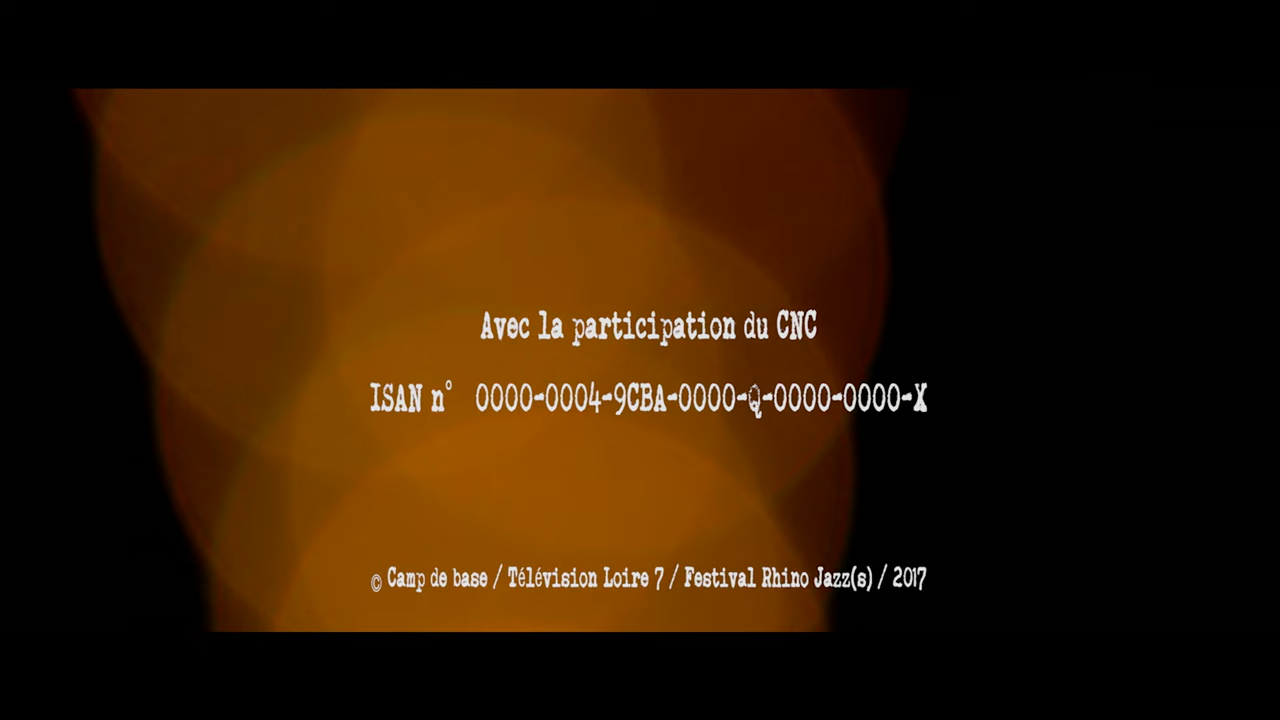 Avec la participation du CNC
ISAN n° 0000-0004-9CBA-0000-Q-0000-0000-X
© Camp de base / Télévision Loire 7 / Festival Rhino Jazz(s) / 2017